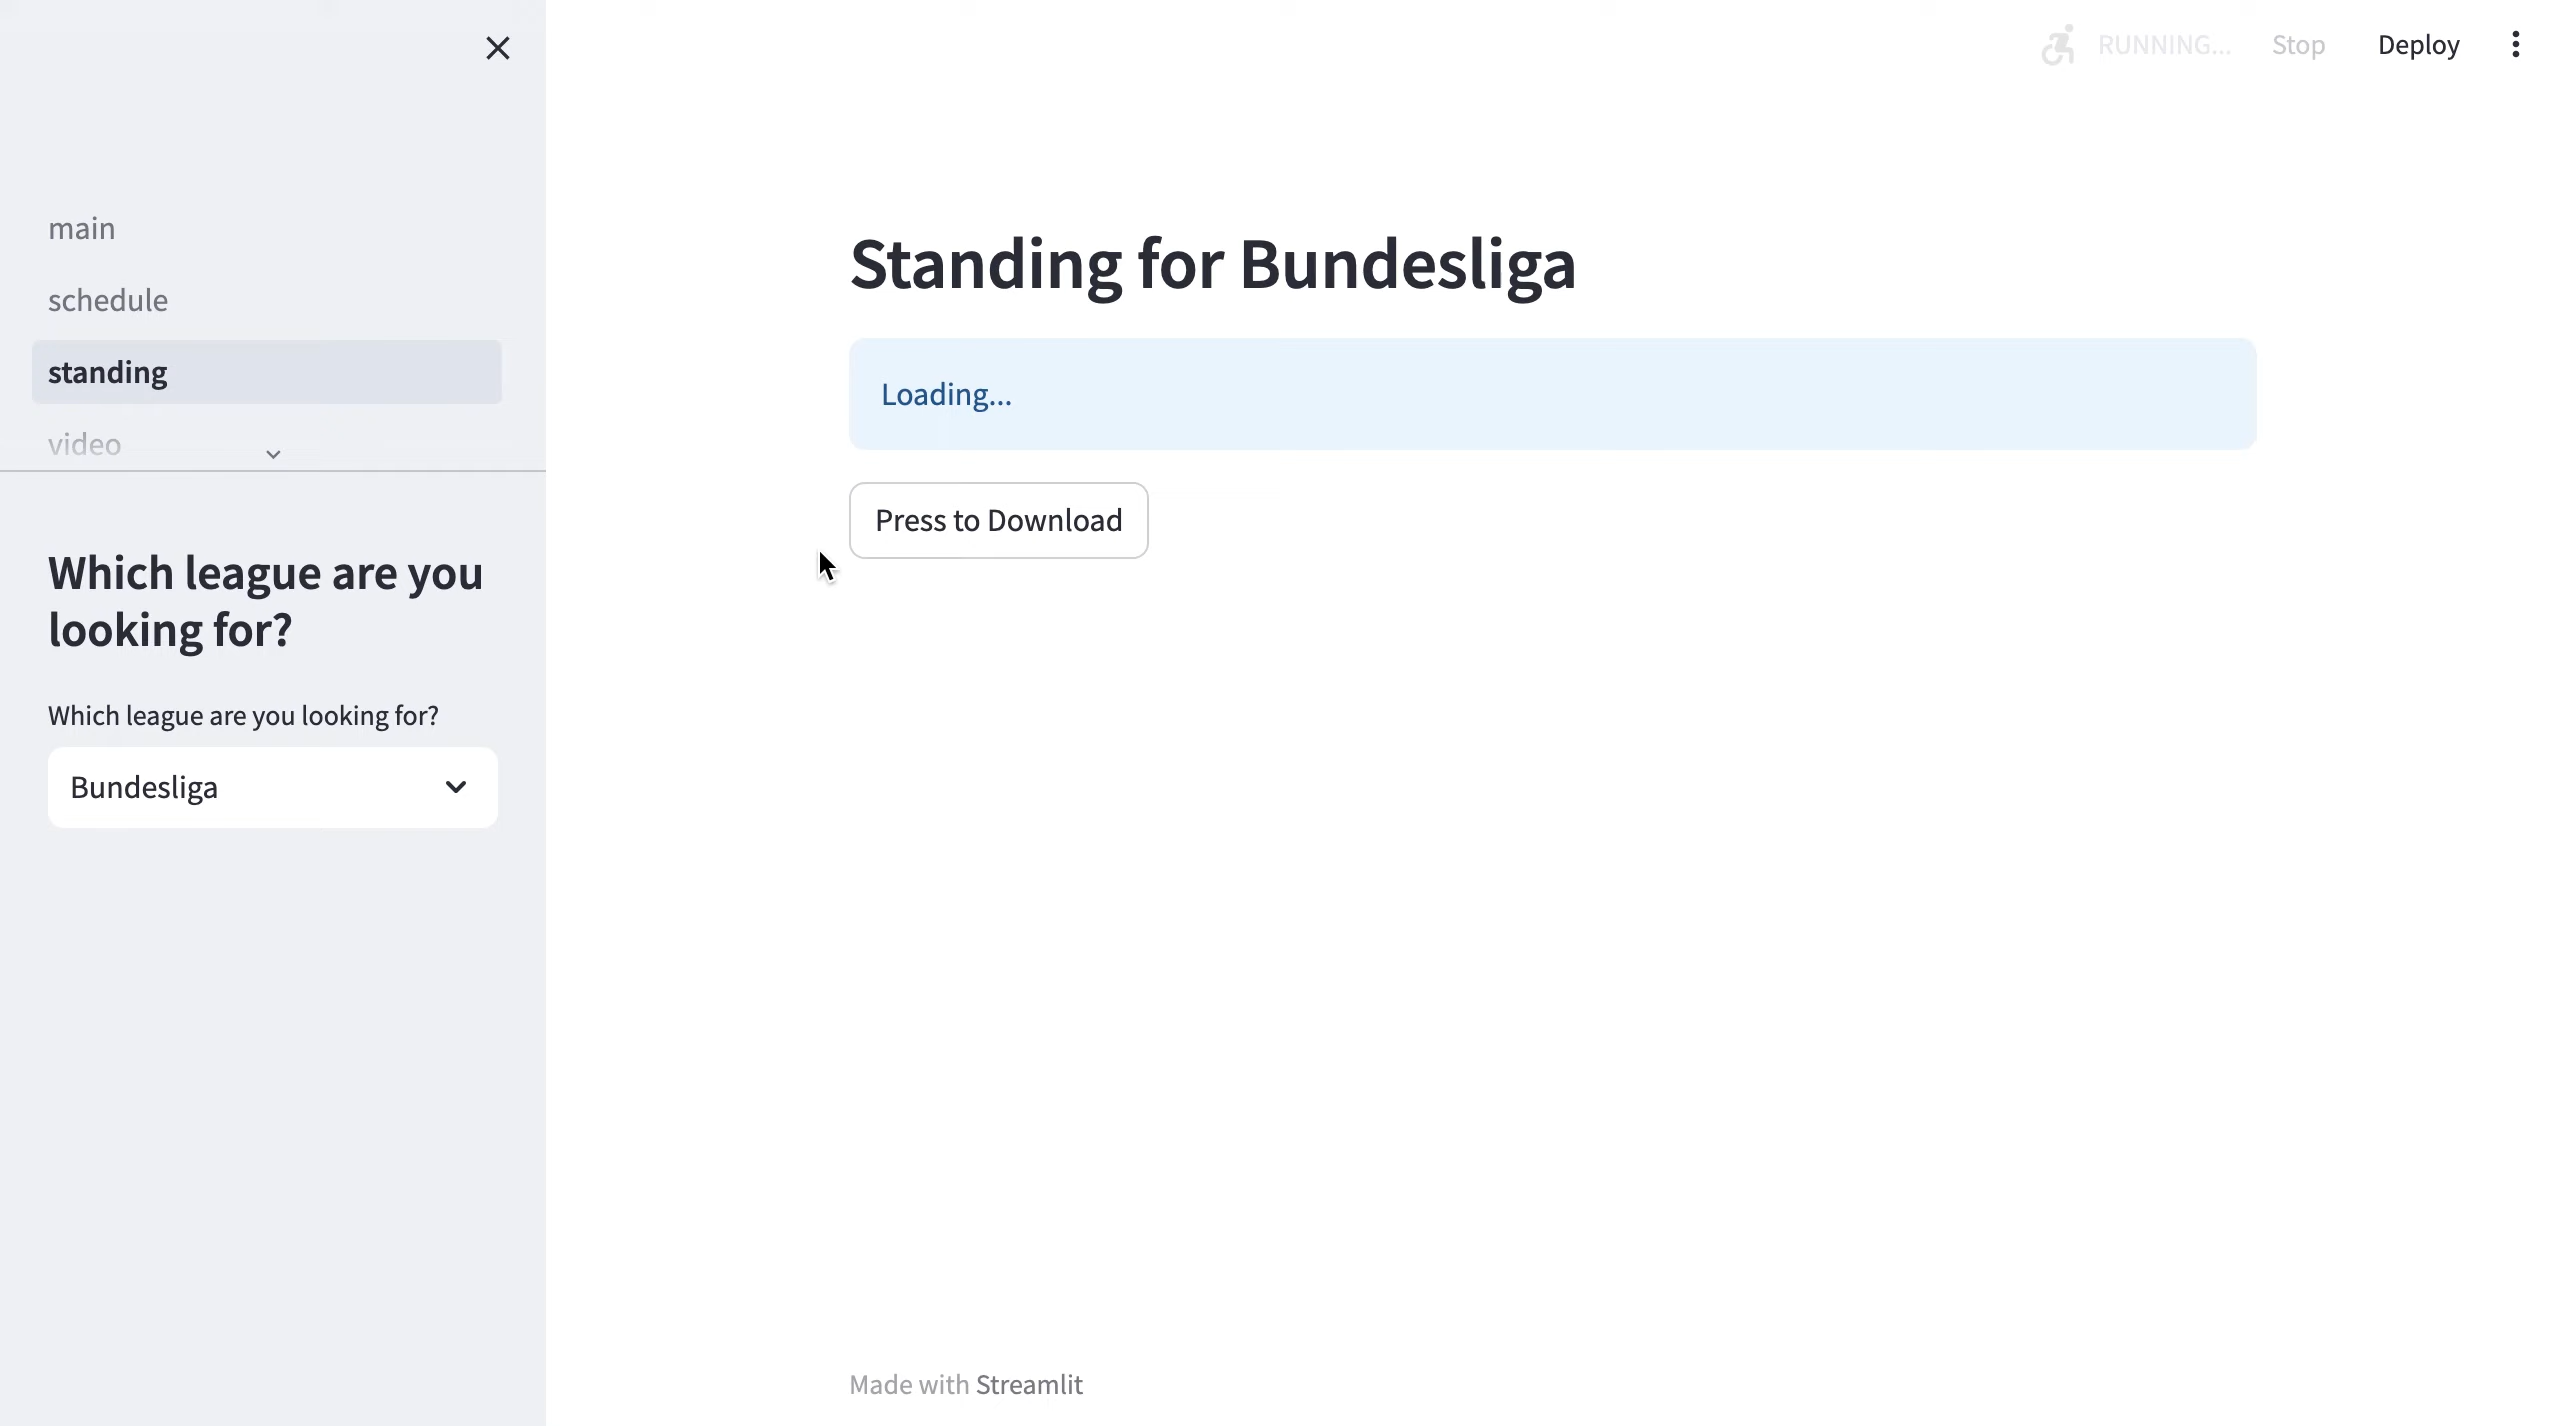 RUNNING...
Stop
Deploy
main
schedule
standing
video
Which league are you
looking for?
Which league are you looking for?
Bundesliga
Standing for Bundesliga
Loading...
Press to Download
Made with Streamlit